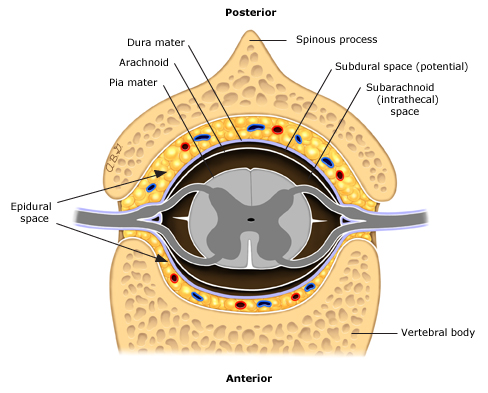 Posterior
Spinous process
Dura mater
Arachnoid
Pia mater
Subdural space (potential)
Subarachnoid
(intrathecal)
space
Epidural
space
Vertebral body
Anterior